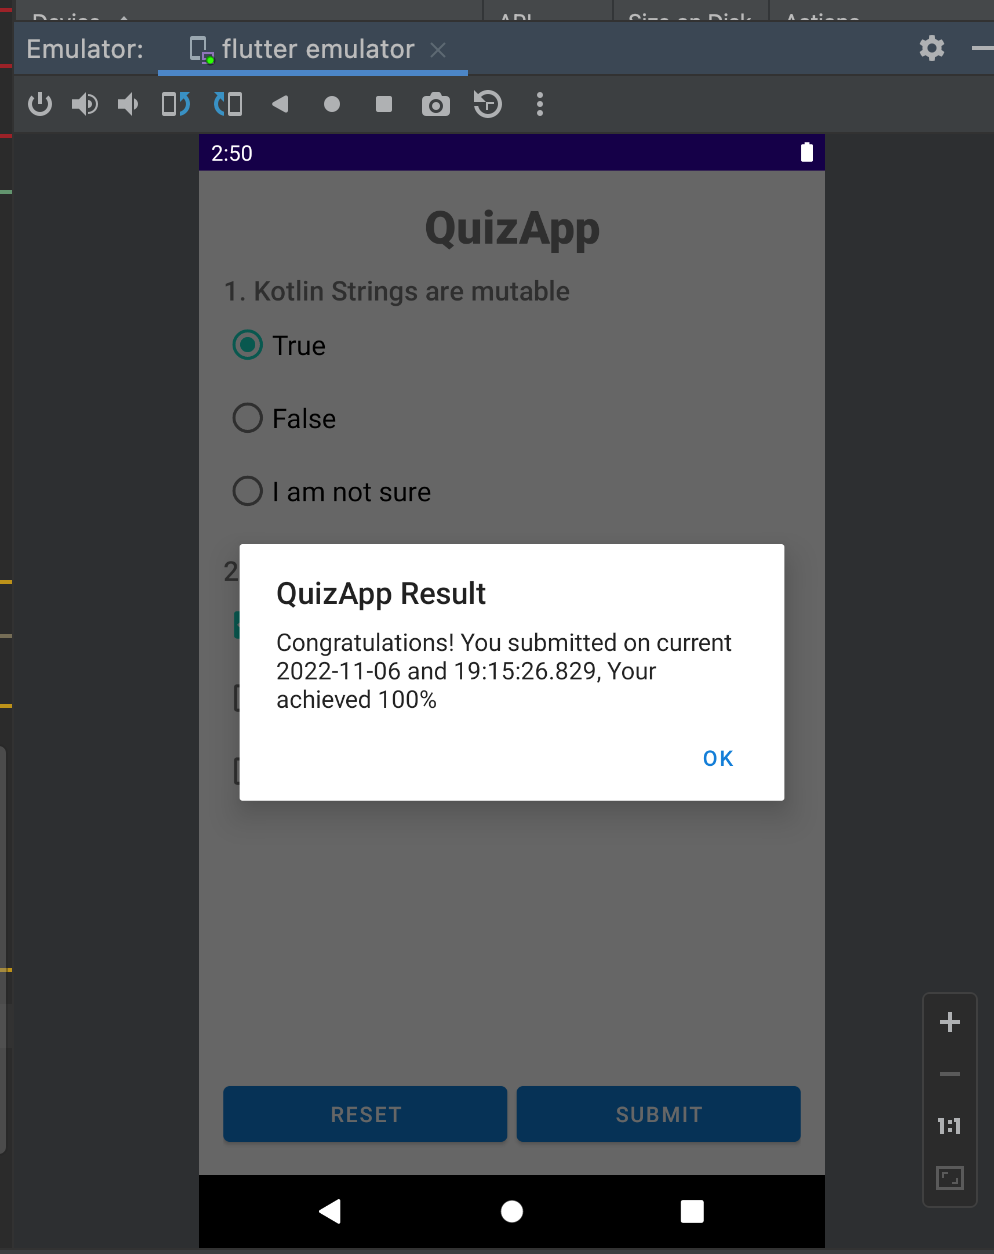 Device
API
Size on Disk
Actions
Emulator:
flutter emulator
2:50
QuizApp
1. Kotlin Strings are mutable
True
False
I am not sure
2
QuizApp Result
Congratulations! You submitted on current
2022-11-06 and 19:15:26.829, Your
achieved 100%
OK
RESET
SUBMIT
1:1